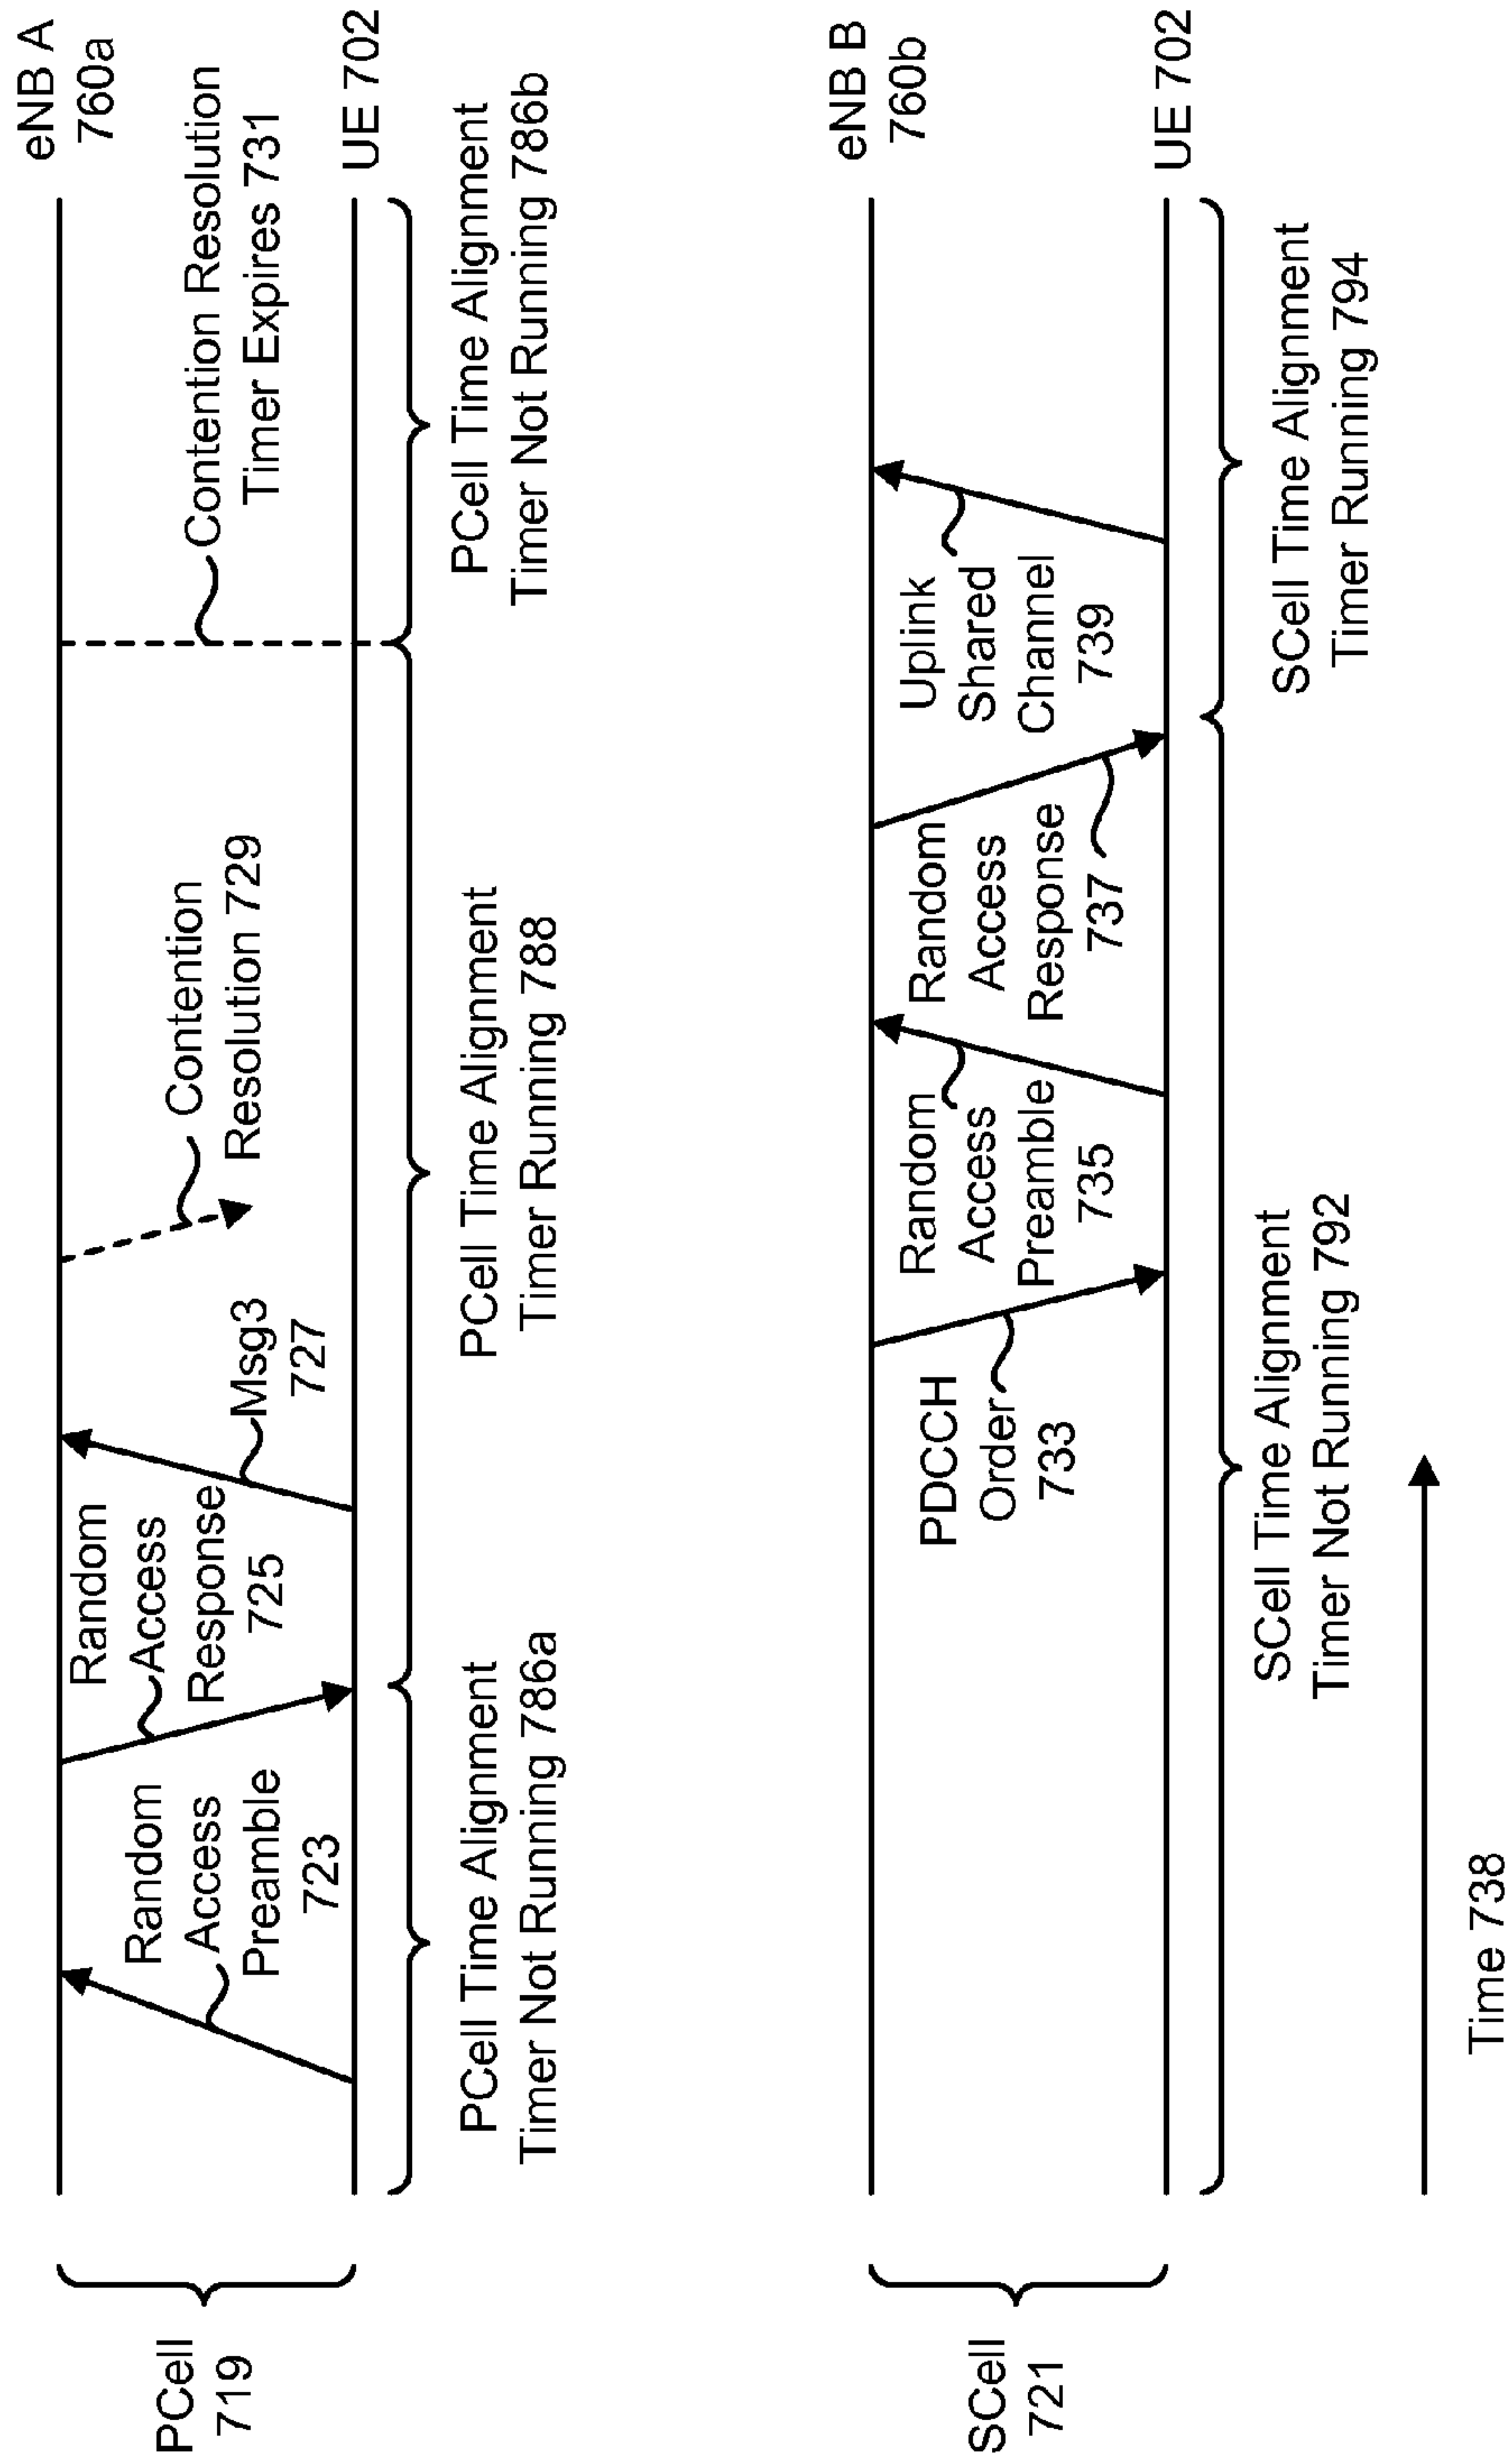 PCell
719
eNB A
760a
UE 702
Random
Access
Preamble
723
Random
Access
Response
725
Msg3
727
Contention
Resolution 729
Contention Resolution
Timer Expires 731
PCell Time Alignment
Timer Not Running 786a
PCell Time Alignment
Timer Running 788
PCell Time Alignment
Timer Not Running 786b
SCell
721
eNB B
760b
UE 702
PDCCH
Order
733
Random
Access
Preamble
735
Random
Access
Response
737
Uplink
Shared
Channel
739
SCell Time Alignment
Timer Not Running 792
SCell Time Alignment
Timer Running 794
Time 738